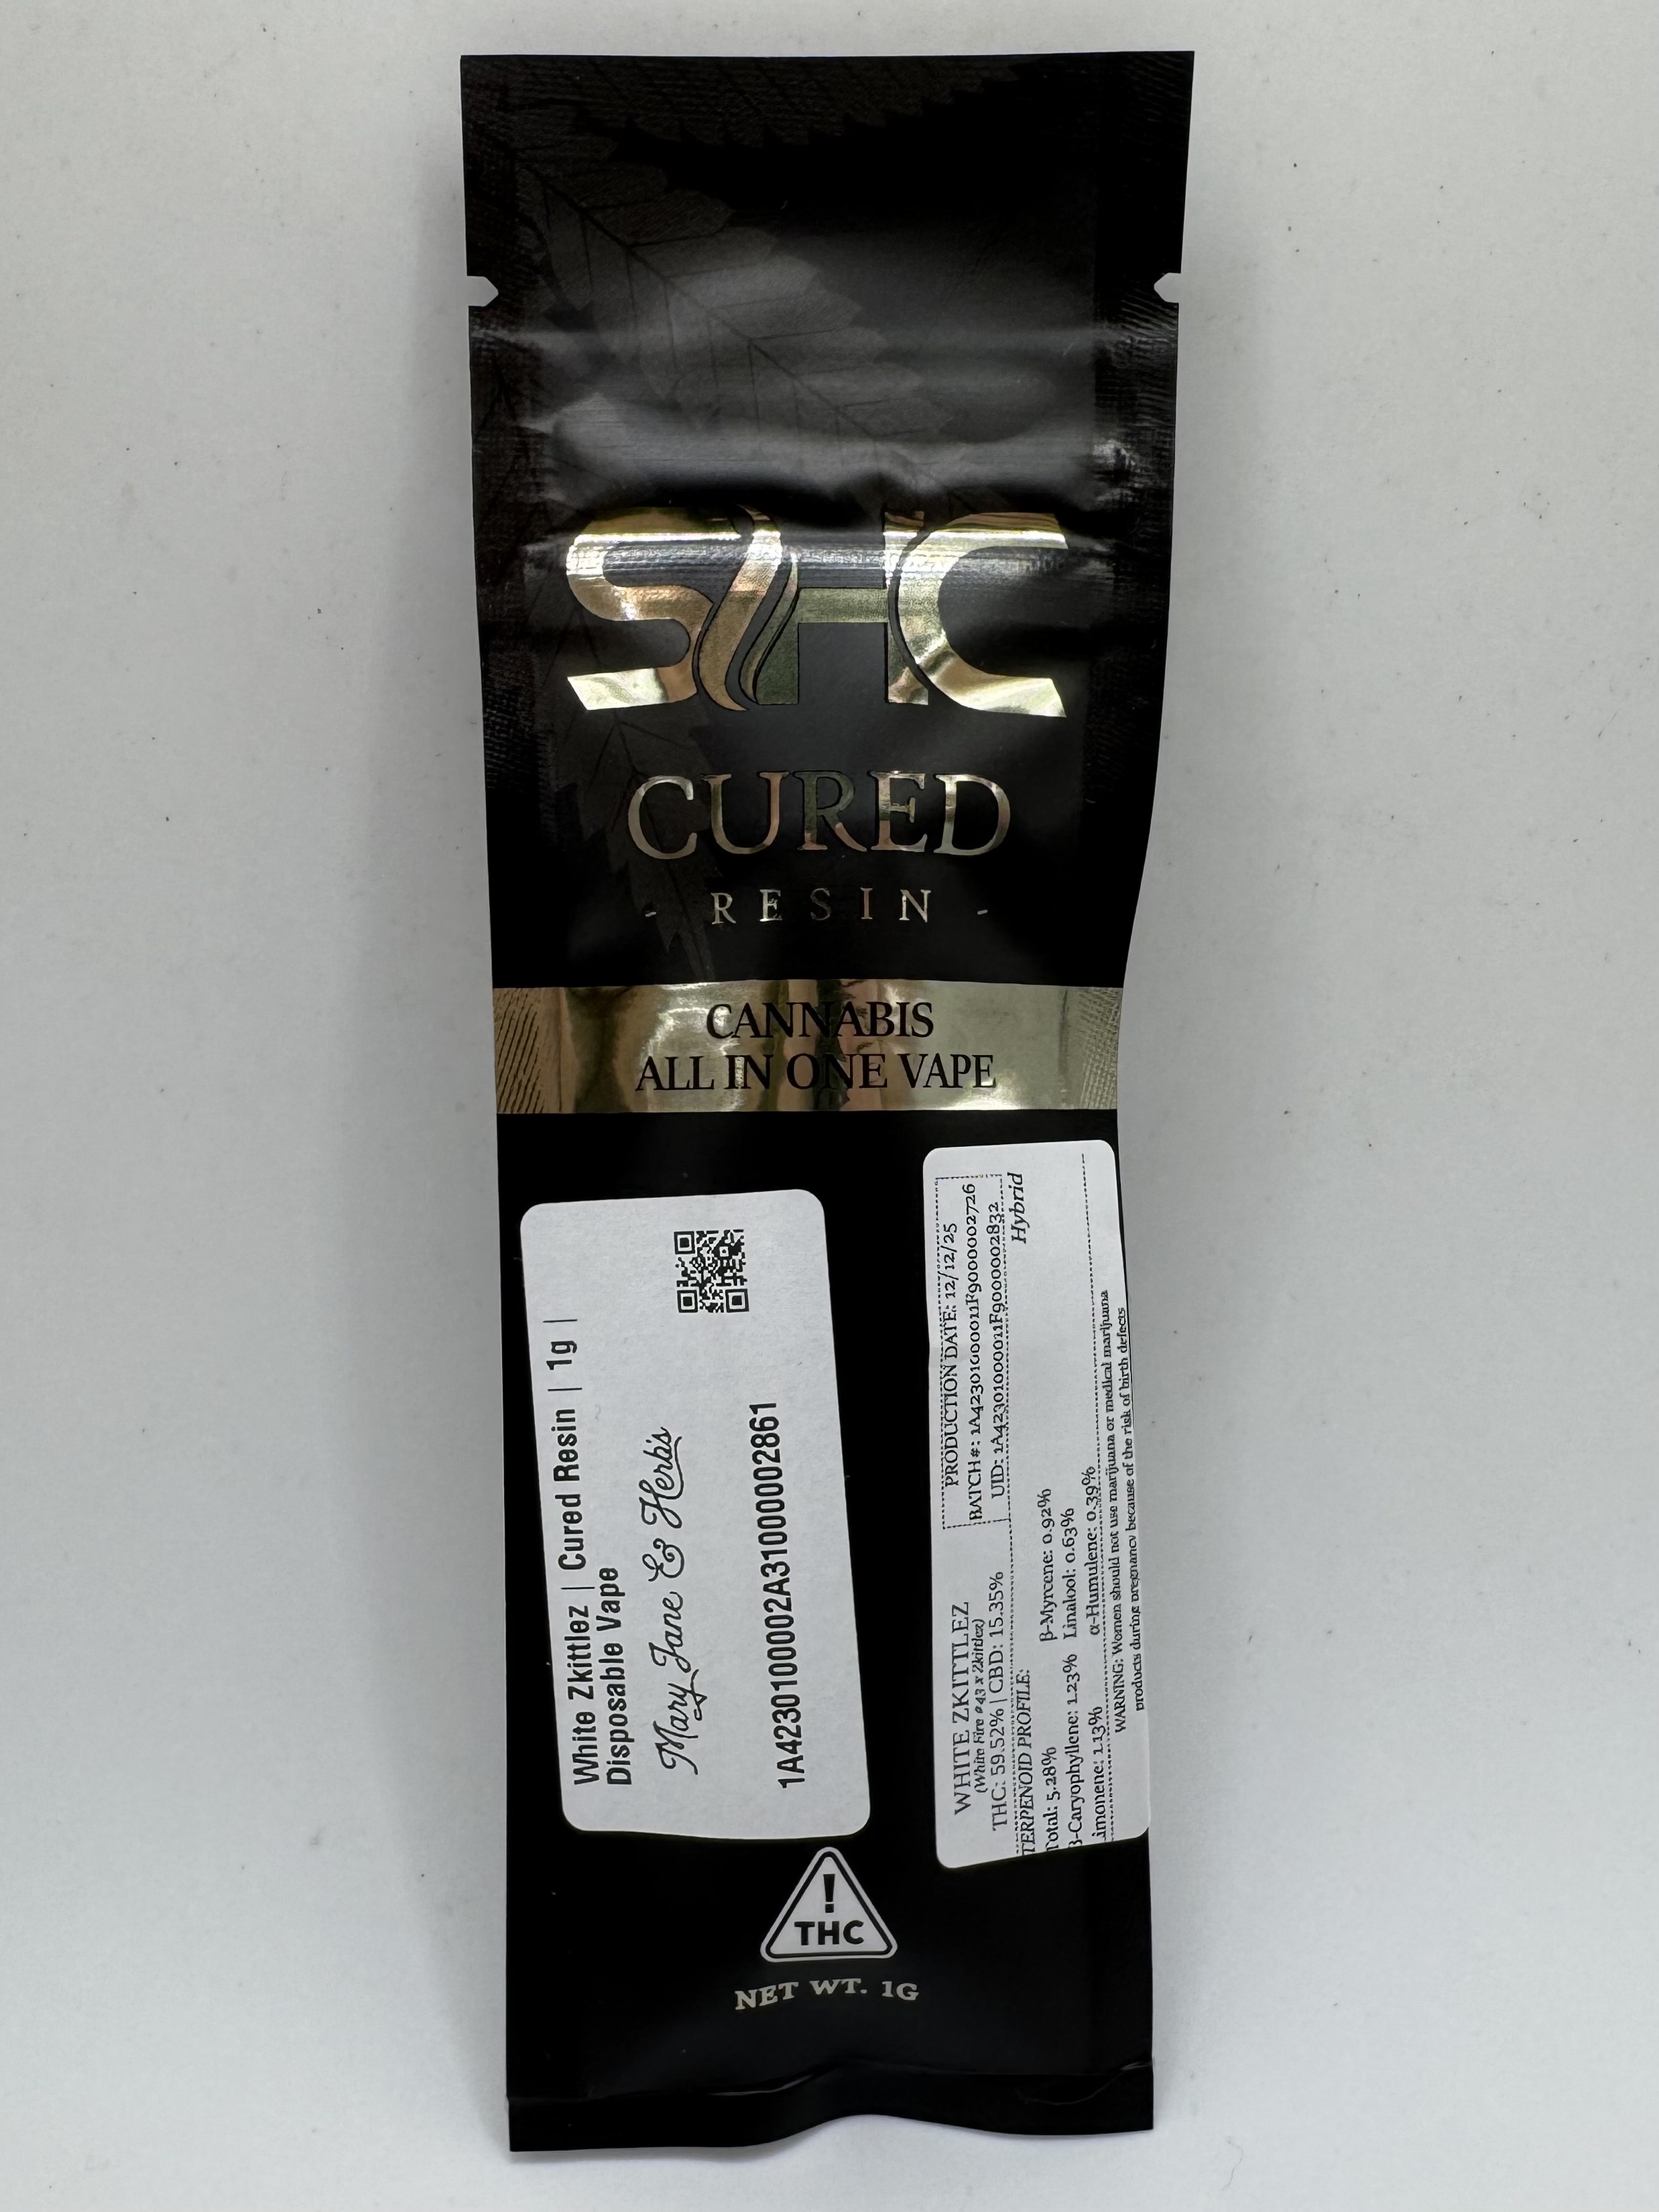 SHC
CURED
- RESIN -
CANNABIS
ALL IN ONE VAPE
White Zkittlez | Cured Resin | 1g |
Disposable Vape
Mary Jane & Herb's
1A4230100002A31000002861
WHITE ZKITTLEZ
(White Fire #43 x Zkittlez)
THC: 59.52% | CBD: 15.35%
PRODUCTION DATE: 12/12/25
BATCH #: 1A42301000011F9000002726
UID: 1A42301000011F9000002832
TERPENOID PROFILE:
Hybrid
Total: 5.28%
β-Myrcene: 0.92%
β-Caryophyllene: 1.23%
Linalool: 0.63%
imonene: 1.13%
α-Humulene: 0.39%
WARNING: Women should not use marijuana or medical marijuana
products during pregnancy because of the risk of birth defects
!
THC
NET WT. 1G